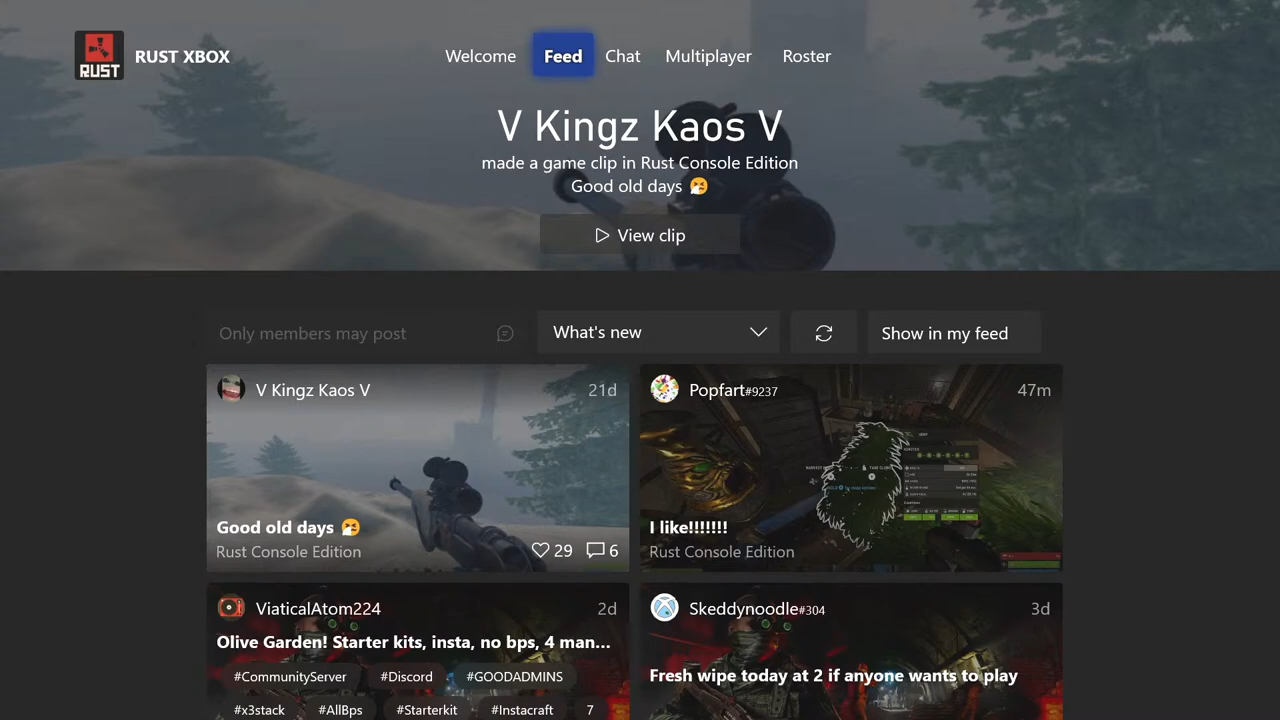 RUST
RUST XBOX
Welcome
Feed
Chat
Multiplayer
Roster
V Kingz Kaos V
made a game clip in Rust Console Edition
Good old days 🤧
View clip
Only members may post
What's new
Show in my feed
V Kingz Kaos V
21d
Good old days 🤧
Rust Console Edition
29
6
Popfart#9237
47m
I like!!!!!!!
Rust Console Edition
ViaticalAtom224
2d
Olive Garden! Starter kits, insta, no bps, 4 man...
#CommunityServer
#Discord
#GOODADMINS
#x3stack
#AllBps
#Starterkit
#Instacraft
7
Skeddynoodle#304
3d
Fresh wipe today at 2 if anyone wants to play